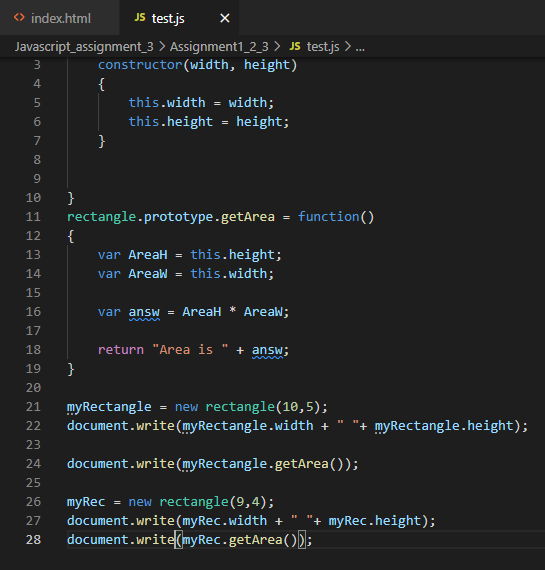 <> index.html JS test.js ×
Javascript_assignment_3 > Assignment1_2_3 > JS test.js > ...
3 constructor(width, height)
4 {
5 this.width = width;
6 this.height = height;
7 }
8
9
10 }
11 rectangle.prototype.getArea = function()
12 {
13 var AreaH = this.height;
14 var AreaW = this.width;
15
16 var answ = AreaH * AreaW;
17
18 return "Area is " + answ;
19 }
20
21 myRectangle = new rectangle(10,5);
22 document.write(myRectangle.width + " "+ myRectangle.height);
23
24 document.write(myRectangle.getArea());
25
26 myRec = new rectangle(9,4);
27 document.write(myRec.width + " "+ myRec.height);
28 document.write(myRec.getArea());